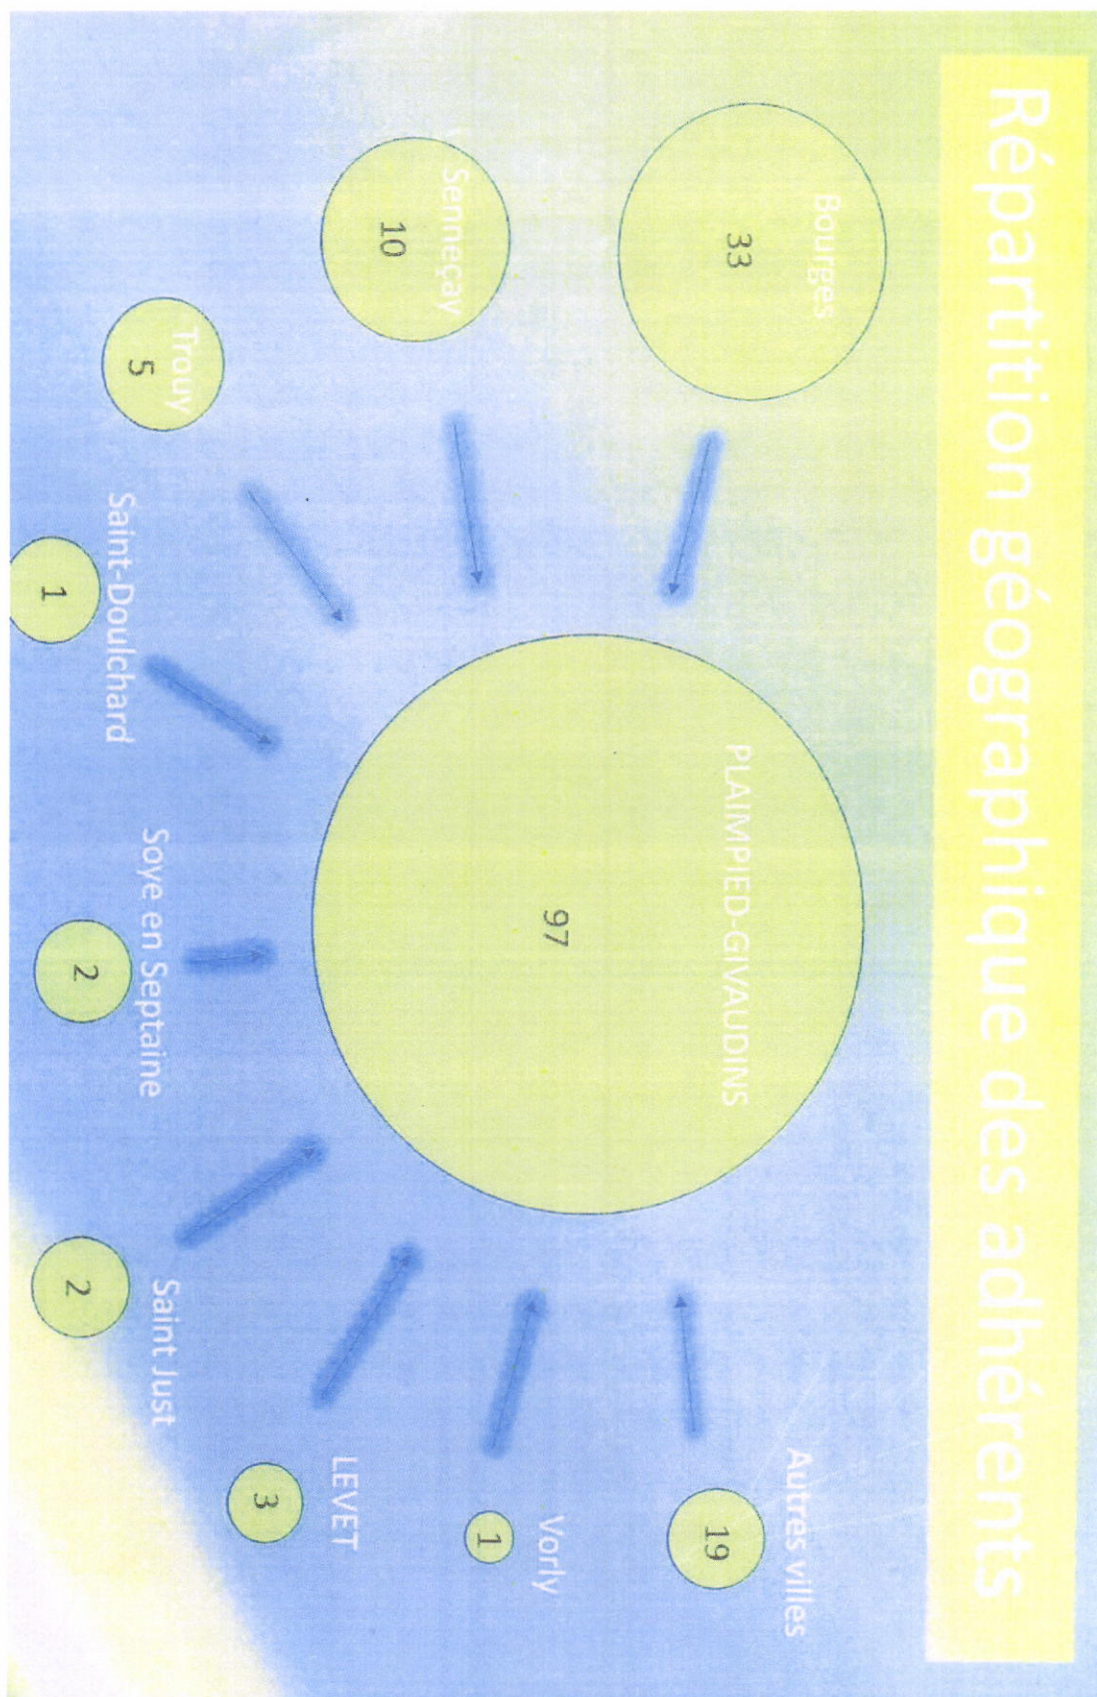 Répartition géographique des adhérents
Bourges
33
Senneçay
10
Trouy
5
Saint-Doulchard
1
PLAIMPIED-GIVAUDINS
97
Soye en Septaine
2
Saint Just
2
LEVET
3
Vorly
1
Autres villes
19